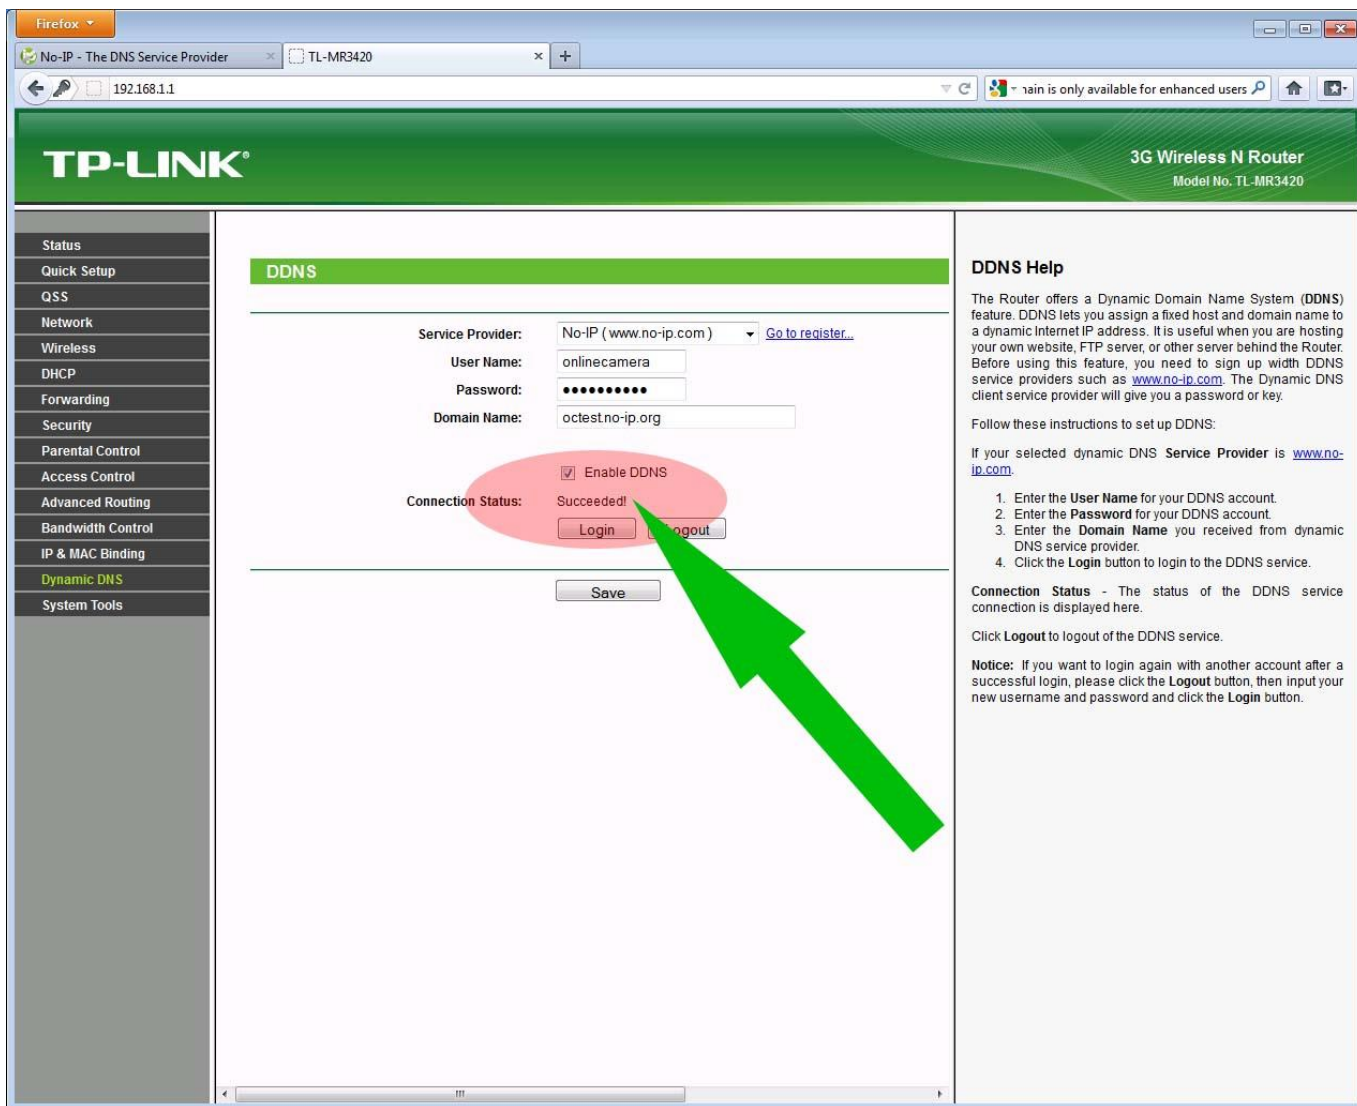 Firefox
No-IP - The DNS Service Provider
TL-MR3420
192.168.1.1
nain is only available for enhanced users
TP-LINK®
3G Wireless N Router
Model No. TL-MR3420
Status
Quick Setup
QSS
Network
Wireless
DHCP
Forwarding
Security
Parental Control
Access Control
Advanced Routing
Bandwidth Control
IP & MAC Binding
Dynamic DNS
System Tools
DDNS
Service Provider: No-IP ( www.no-ip.com ) Go to register...
User Name: onlinecamera
Password: ••••••••••
Domain Name: octest.no-ip.org
Enable DDNS
Connection Status: Succeeded!
Login Logout
Save
DDNS Help
The Router offers a Dynamic Domain Name System (DDNS)
feature. DDNS lets you assign a fixed host and domain name to
a dynamic Internet IP address. It is useful when you are hosting
your own website, FTP server, or other server behind the Router.
Before using this feature, you need to sign up width DDNS
service providers such as www.no-ip.com. The Dynamic DNS
client service provider will give you a password or key.
Follow these instructions to set up DDNS:
If your selected dynamic DNS Service Provider is www.no-
ip.com.
1. Enter the User Name for your DDNS account.
2. Enter the Password for your DDNS account.
3. Enter the Domain Name you received from dynamic
DNS service provider.
4. Click the Login button to login to the DDNS service.
Connection Status - The status of the DDNS service
connection is displayed here.
Click Logout to logout of the DDNS service.
Notice: If you want to login again with another account after a
successful login, please click the Logout button, then input your
new username and password and click the Login button.